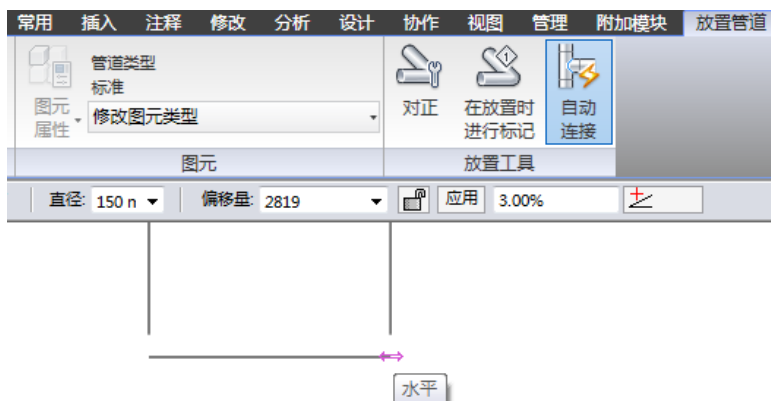 常用 插入 注释 修改 分析 设计 协作 视图 管理 附加模块 放置管道
管道类型
标准
修改图元类型
图元
属性
对正
在放置时
进行标记
自动
连接
图元
放置工具
直径: 150 n 偏移量: 2819 应用 3.00%
水平